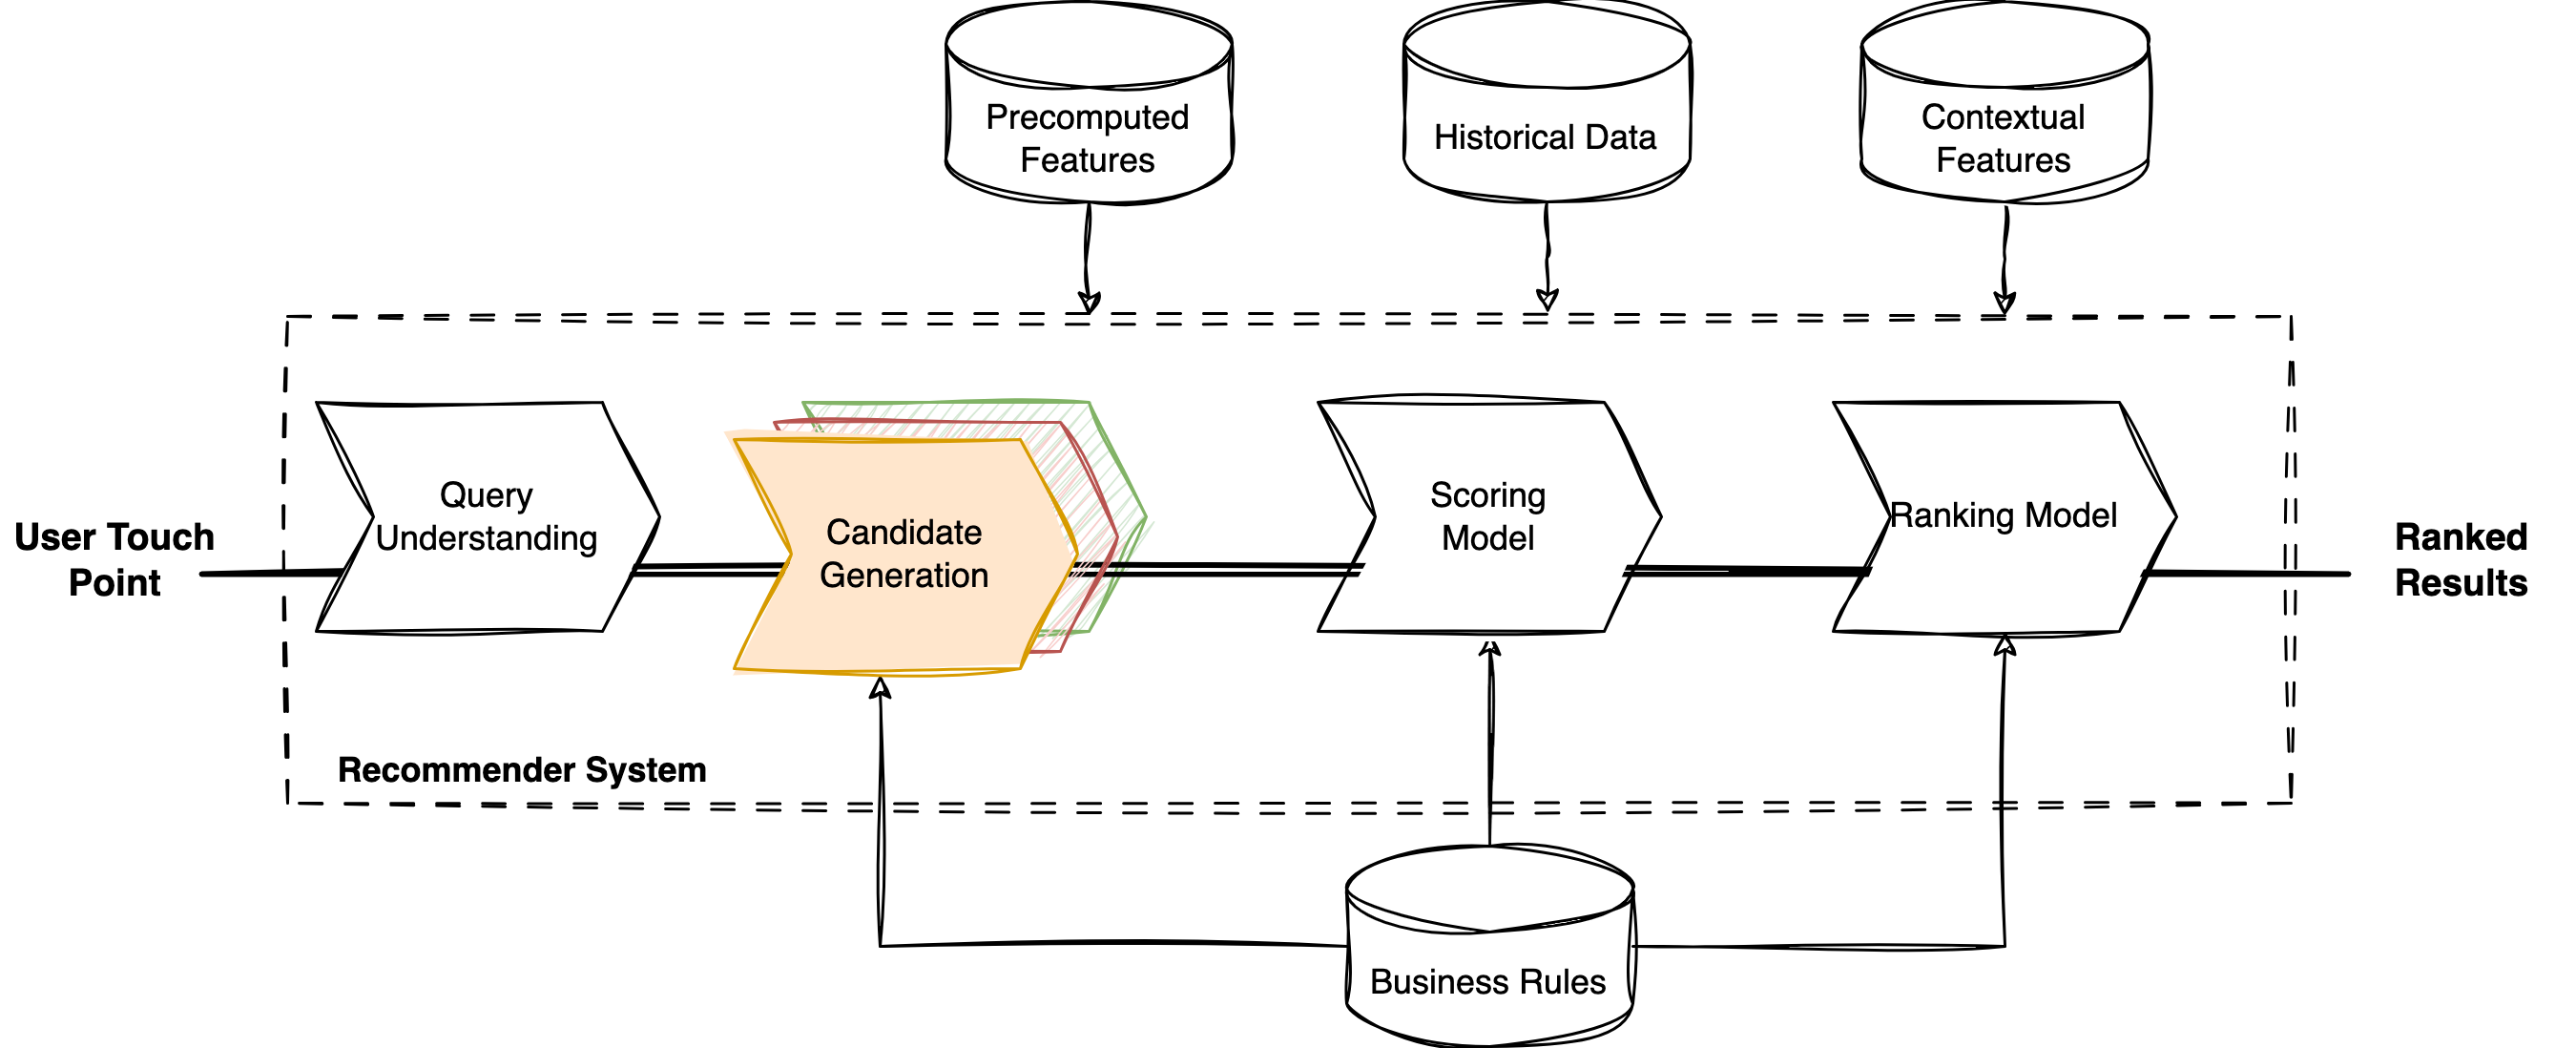 Precomputed
Features
Historical Data
Contextual
Features
User Touch
Point
Query
Understanding
Candidate
Generation
Scoring
Model
Ranking Model
Ranked
Results
Recommender System
Business Rules